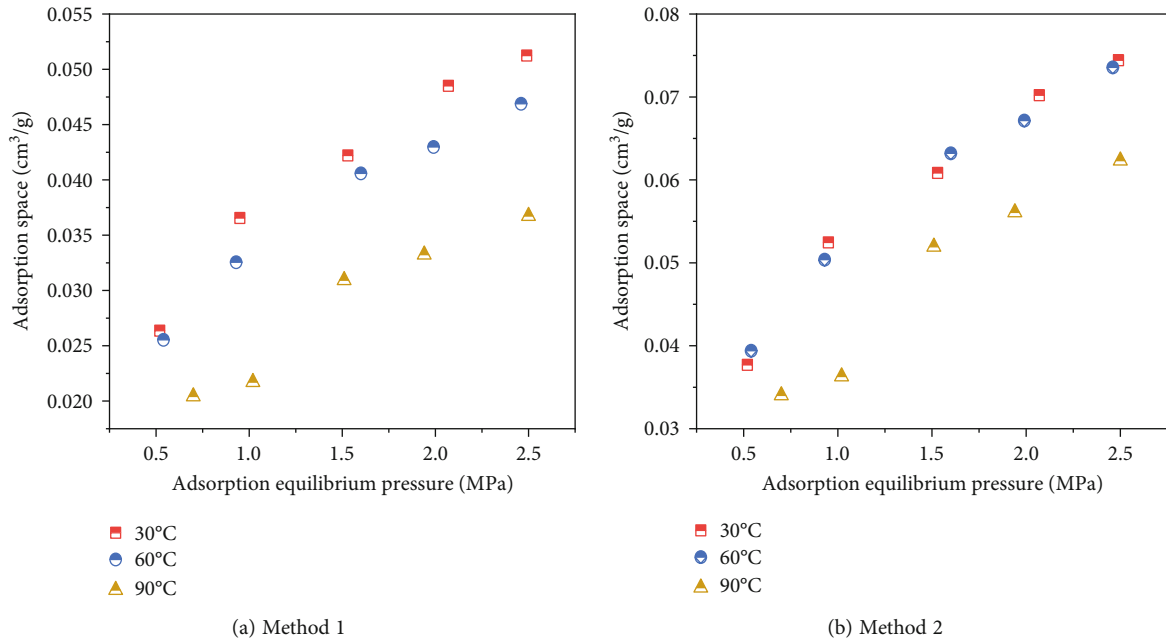 0.055
0.050
0.045
0.040
0.035
0.030
0.025
0.020
Adsorption space (cm³/g)
0.5 1.0 1.5 2.0 2.5
Adsorption equilibrium pressure (MPa)
30°C
60°C
90°C
(a) Method 1
0.08
0.07
0.06
0.05
0.04
0.03
Adsorption space (cm³/g)
0.5 1.0 1.5 2.0 2.5
Adsorption equilibrium pressure (MPa)
30°C
60°C
90°C
(b) Method 2